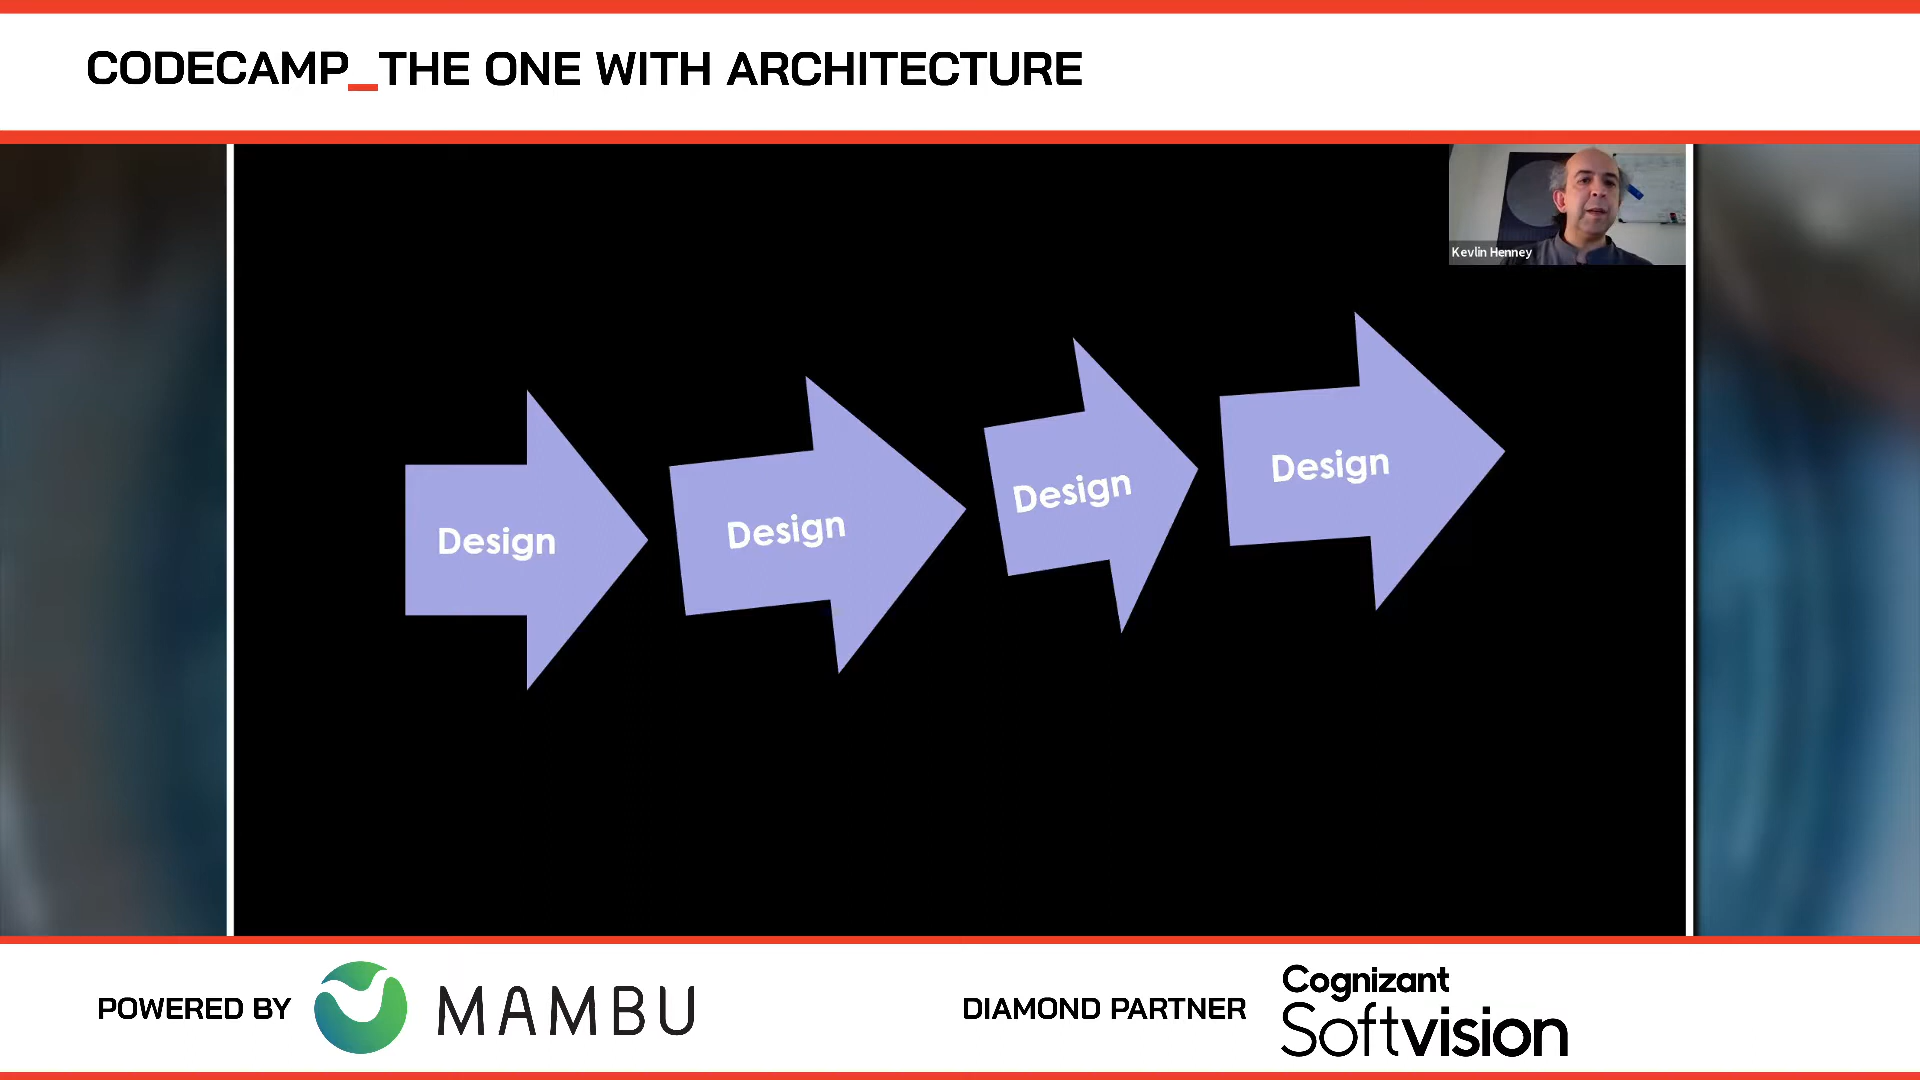 CODECAMP_THE ONE WITH ARCHITECTURE
Kevlin Henney
Design
Design
Design
Design
POWERED BY
MAMBU
DIAMOND PARTNER
Cognizant
Softvision